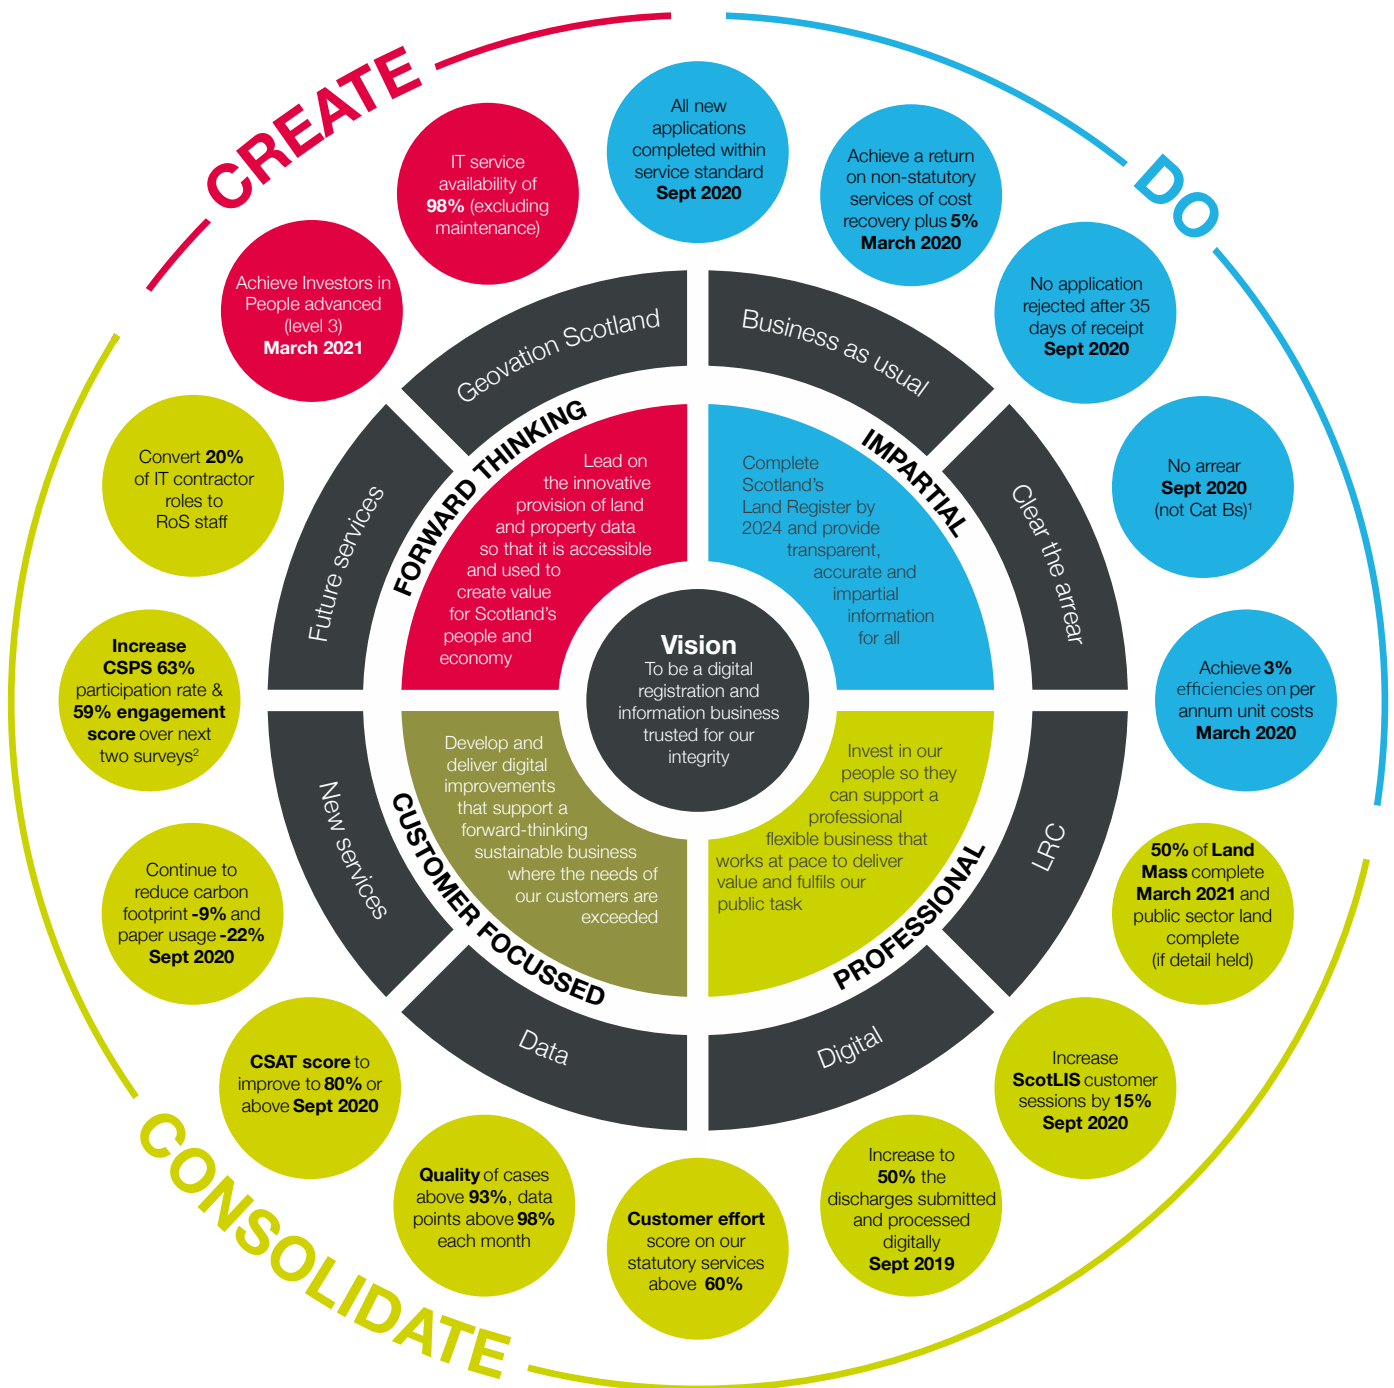 CREATE
IT service
availability of
98% (excluding
maintenance)
Achieve Investors in
People advanced
(level 3)
March 2021
DO
All new
applications
completed within
service standard
Sept 2020
Achieve a return
on non-statutory
services of cost
recovery plus 5%
March 2020
No application
rejected after 35
days of receipt
Sept 2020
No arrear
Sept 2020
(not Cat Bs)¹
Achieve 3%
efficiencies on per
annum unit costs
March 2020
50% of Land
Mass complete
March 2021 and
public sector land
complete
(if detail held)
Increase
ScotLIS customer
sessions by 15%
Sept 2020
Increase to
50% the
discharges submitted
and processed
digitally
Sept 2019
Customer effort
score on our
statutory services
above 60%
Quality of cases
above 93%, data
points above 98%
each month
CSAT score to
improve to 80% or
above Sept 2020
Continue to
reduce carbon
footprint -9% and
paper usage -22%
Sept 2020
Increase
CSPS 63%
participation rate &
59% engagement
score over next
two surveys²
Convert 20%
of IT contractor
roles to
RoS staff
CONSOLIDATE
Geovation Scotland
Business as usual
Clear the arrear
LRC
Digital
Data
New services
Future services
FORWARD THINKING
Lead on
the innovative
provision of land
and property data
so that it is accessible
and used to
create value
for Scotland's
people and
economy
IMPARTIAL
Complete
Scotland's
Land Register by
2024 and provide
transparent,
accurate and
impartial
information
for all
Vision
To be a digital
registration and
information business
trusted for our
integrity
CUSTOMER FOCUSSED
Develop and
deliver digital
improvements
that support a
forward-thinking
sustainable business
where the needs of
our customers are
exceeded
PROFESSIONAL
Invest in our
people so they
can support a
professional
flexible business that
works at pace to deliver
value and fulfils our
public task